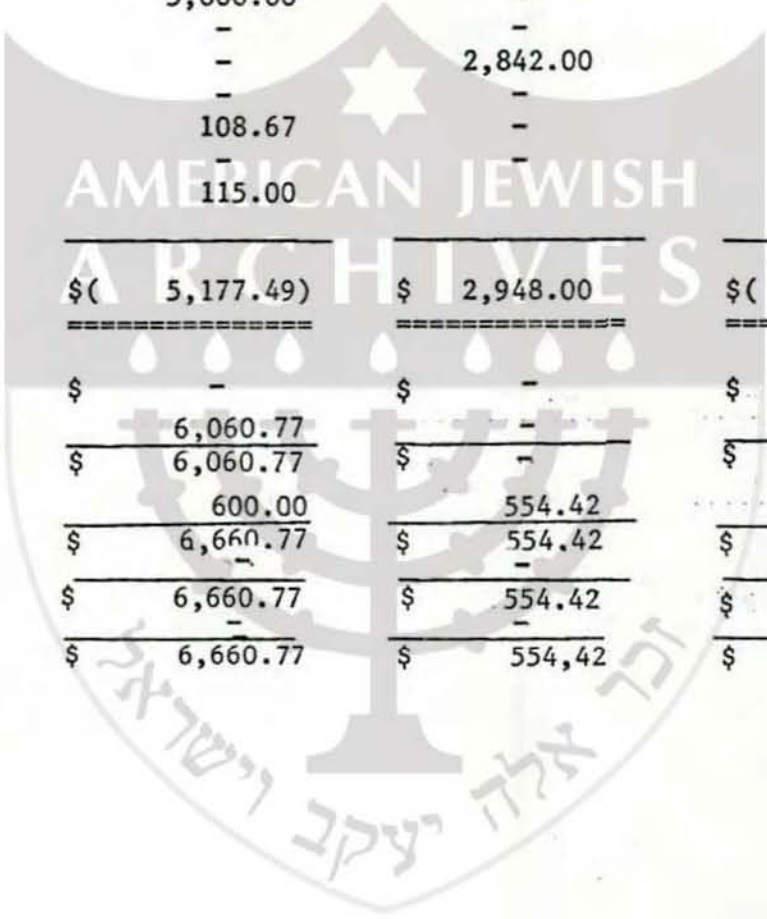 -    -
-    2,842.00
-    -
108.67    -
-    -
AMERICAN JEWISH
115.00
ARCHIVES
$( 5,177.49)    $ 2,948.00    $(
===============    ==============    ===
$ -    $ -    $
6,060.77    -
$ 6,060.77    $ -    $
600.00    554.42
$ 6,660.77    $ 554.42    $
-    -
$ 6,660.77    $ 554.42    $
-    -
$ 6,660.77    $ 554,42    $
זכר אלה יעקב וישראל